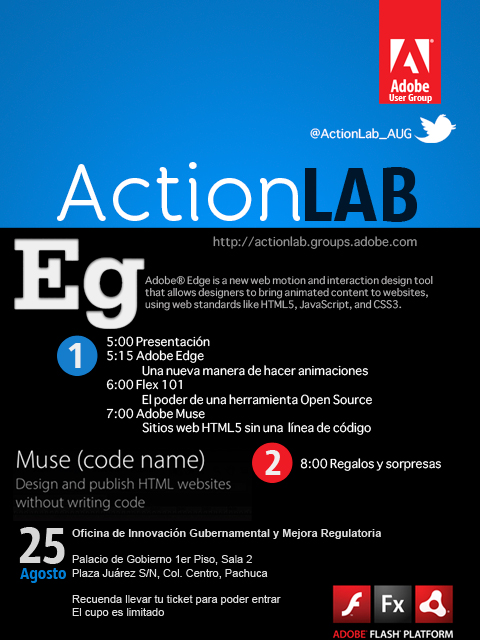 Adobe
User Group
@ActionLab_AUG
ActionLAB
http://actionlab.groups.adobe.com
Eg
Adobe® Edge is a new web motion and interaction design tool
that allows designers to bring animated content to websites,
using web standards like HTML5, JavaScript, and CSS3.
1
5:00 Presentación
5:15 Adobe Edge
Una nueva manera de hacer animaciones
6:00 Flex 101
El poder de una herramienta Open Source
7:00 Adobe Muse
Sitios web HTML5 sin una línea de código
Muse (code name)
Design and publish HTML websites
without writing code
2
8:00 Regalos y sorpresas
25
Agosto
Oficina de Innovación Gubernamental y Mejora Regulatoria
Palacio de Gobierno 1er Piso, Sala 2
Plaza Juárez S/N, Col. Centro, Pachuca
Recuenda llevar tu ticket para poder entrar
El cupo es limitado
Fx
ADOBE® FLASH® PLATFORM